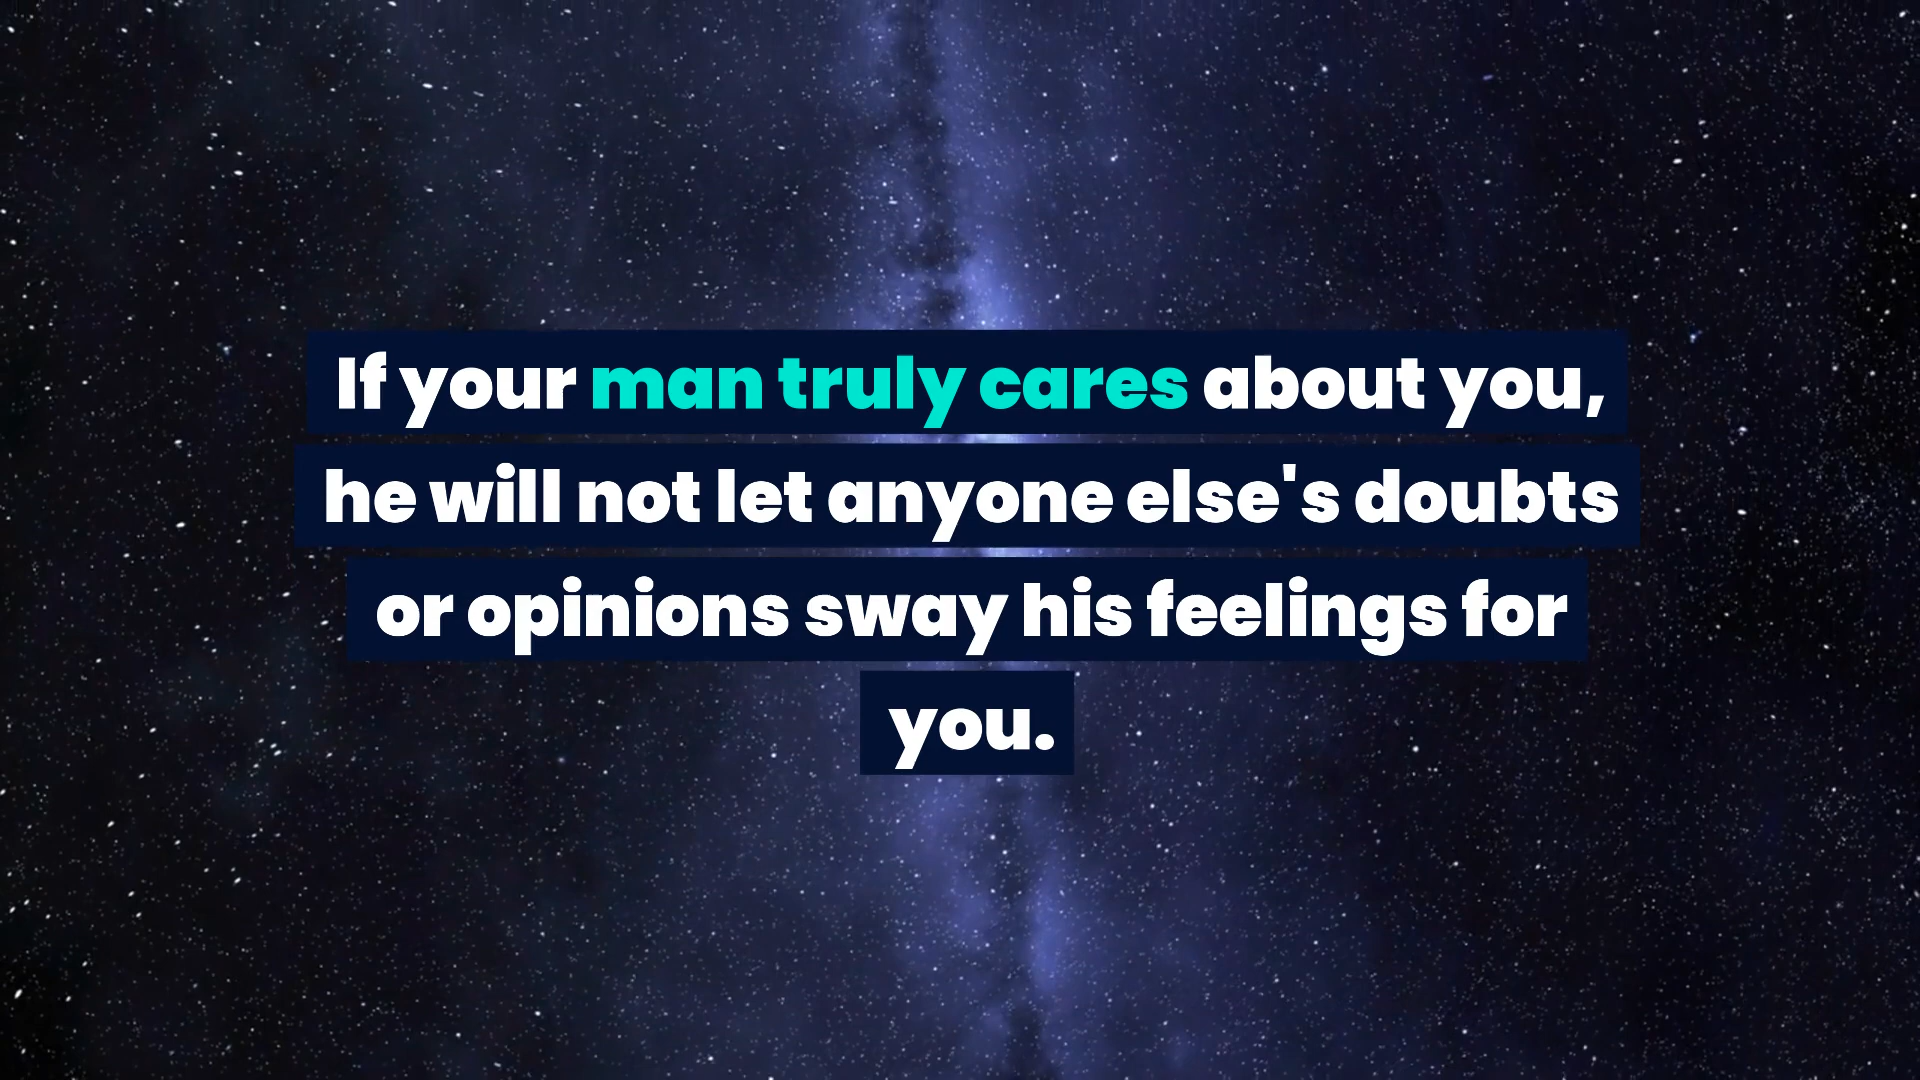 If your man truly cares about you,
he will not let anyone else's doubts
or opinions sway his feelings for
you.